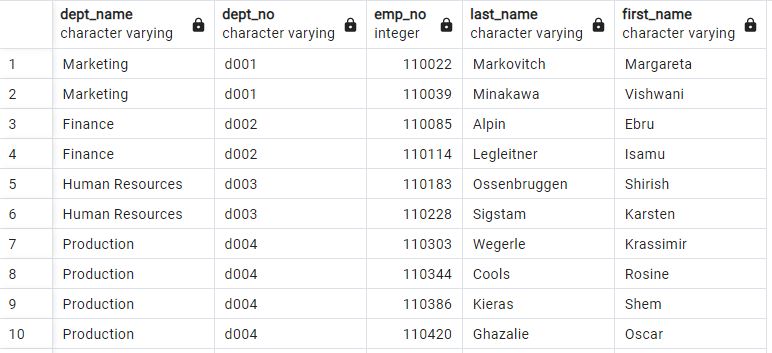 dept_name dept_no emp_no last_name first_name
character varying character varying integer character varying character varying
1 Marketing d001 110022 Markovitch Margareta
2 Marketing d001 110039 Minakawa Vishwani
3 Finance d002 110085 Alpin Ebru
4 Finance d002 110114 Legleitner Isamu
5 Human Resources d003 110183 Ossenbruggen Shirish
6 Human Resources d003 110228 Sigstam Karsten
7 Production d004 110303 Wegerle Krassimir
8 Production d004 110344 Cools Rosine
9 Production d004 110386 Kieras Shem
10 Production d004 110420 Ghazalie Oscar